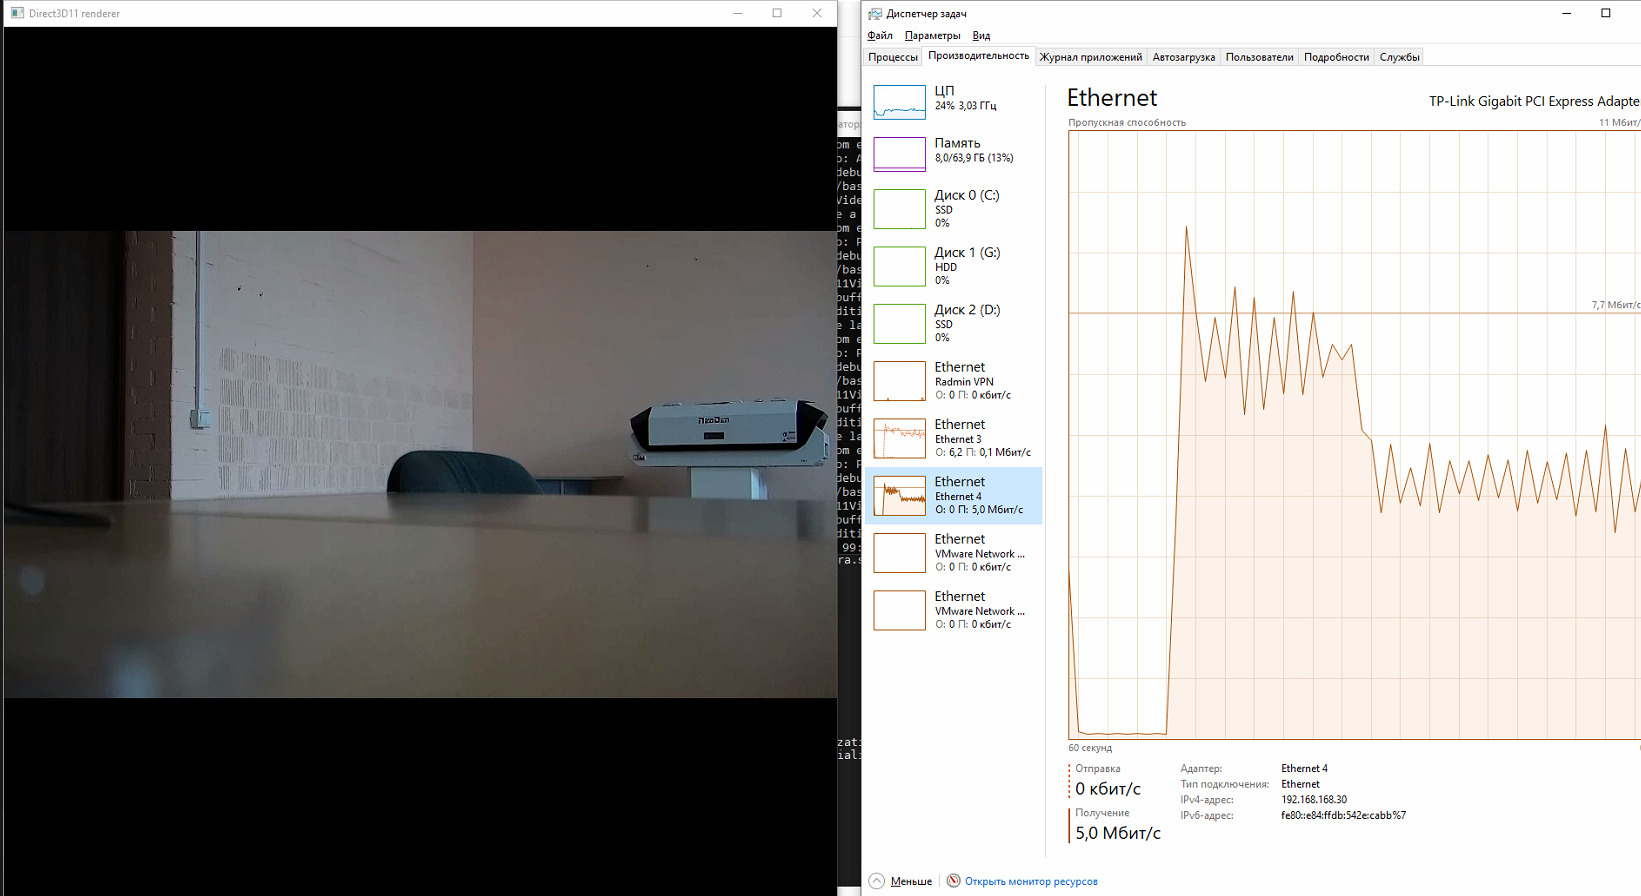 Direct3D11 renderer
NeoDen
Диспетчер задач
Файл Параметры Вид
Процессы Производительность Журнал приложений Автозагрузка Пользователи Подробности Службы
ЦП
24% 3,03 ГГц
Память
8,0/63,9 ГБ (13%)
Диск 0 (C:)
SSD
0%
Диск 1 (G:)
HDD
0%
Диск 2 (D:)
SSD
0%
Ethernet
Radmin VPN
О: 0 П: 0 кбит/с
Ethernet
Ethernet 3
О: 6,2 П: 0,1 Мбит/с
Ethernet
Ethernet 4
О: 0 П: 5,0 Мбит/с
Ethernet
VMware Network ...
О: 0 П: 0 кбит/с
Ethernet
VMware Network ...
О: 0 П: 0 кбит/с
Ethernet
TP-Link Gigabit PCI Express Adapte
Пропускная способность
11 Мбит/
7,7 Мбит/с
60 секунд
Отправка
0 кбит/с
Получение
5,0 Мбит/с
Адаптер: Ethernet 4
Тип подключения: Ethernet
IPv4-адрес: 192.168.168.30
IPv6-адрес: fe80::e84:ffdb:542e:cabb%7
Меньше
Открыть монитор ресурсов